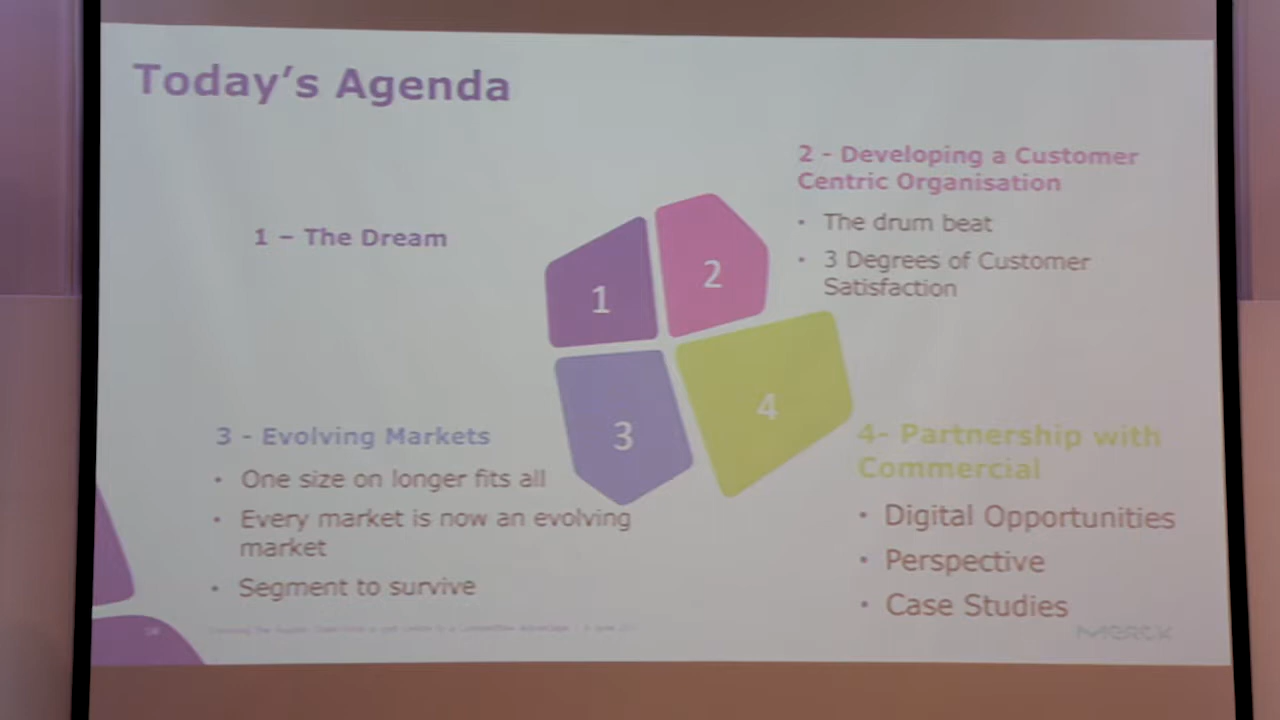 Today's Agenda
1 – The Dream
2 - Developing a Customer
Centric Organisation
• The drum beat
• 3 Degrees of Customer
Satisfaction
1
2
3
4
3 - Evolving Markets
• One size on longer fits all
• Every market is now an evolving
market
• Segment to survive
4- Partnership with
Commercial
• Digital Opportunities
• Perspective
• Case Studies
MERCK